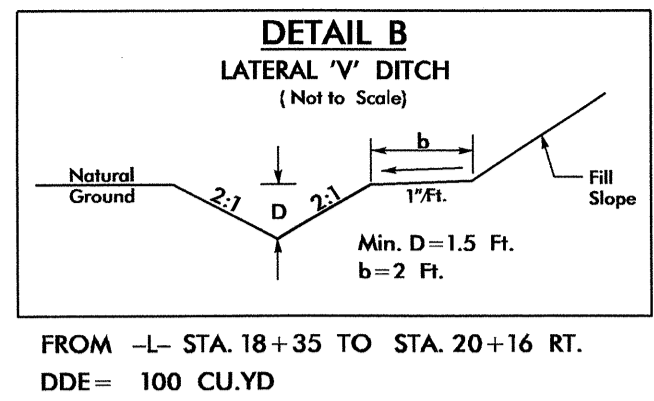 DETAIL B
LATERAL 'V' DITCH
( Not to Scale)
b
Natural
Ground
2:1
D
2:1
1"/Ft.
Fill
Slope
Min. D=1.5 Ft.
b=2 Ft.
FROM -L- STA. 18+35 TO STA. 20+16 RT.
DDE= 100 CU.YD